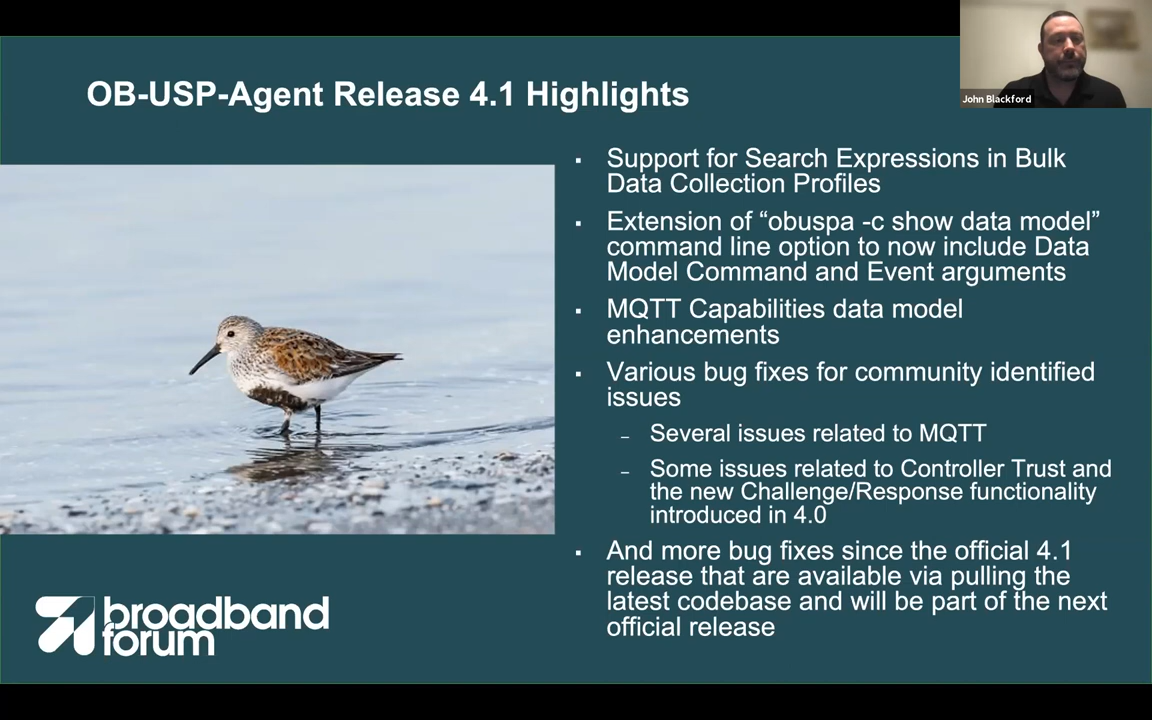 John Blackford
OB-USP-Agent Release 4.1 Highlights
▪ Support for Search Expressions in Bulk
Data Collection Profiles
▪ Extension of “obuspa -c show data model”
command line option to now include Data
Model Command and Event arguments
▪ MQTT Capabilities data model
enhancements
▪ Various bug fixes for community identified
issues
– Several issues related to MQTT
– Some issues related to Controller Trust and
the new Challenge/Response functionality
introduced in 4.0
▪ And more bug fixes since the official 4.1
release that are available via pulling the
latest codebase and will be part of the next
official release
broadband
forum